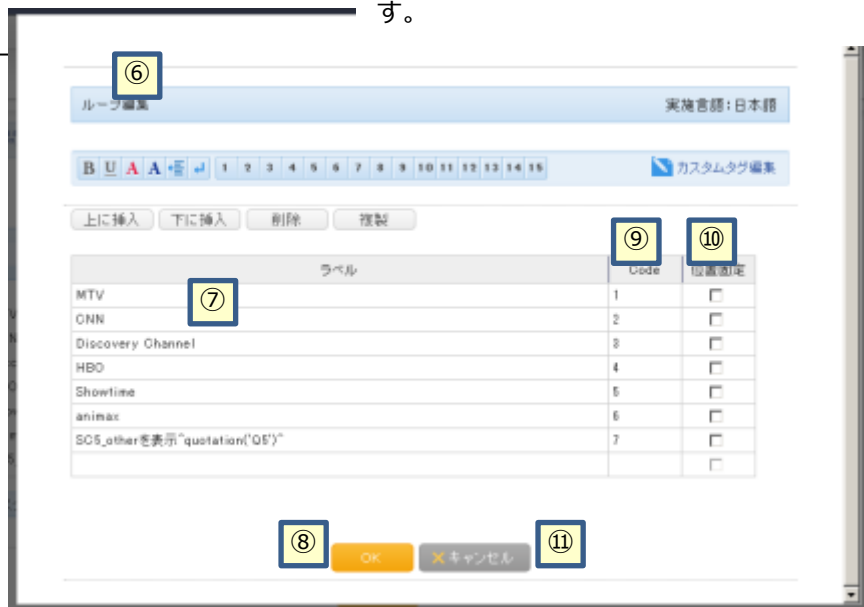 す。
⑥
ループ編集
実施言語：日本語
B U A A 1 2 3 4 5 6 7 8 9 10 11 12 13 14 15
カスタムタグ編集
上に挿入 下に挿入 削除 複製
⑨ ⑩
ラベル Code 位置固定
⑦
MTV 1
CNN 2
Discovery Channel 3
HBO 4
Showtime 5
animax 6
SC5_otherを表示^quotation('Q5')^ 7
⑧ OK ×キャンセル ⑪